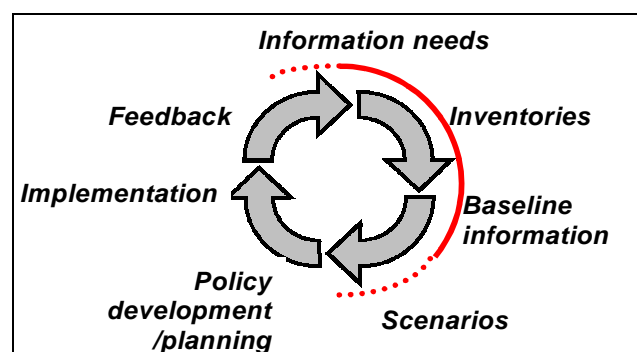 Information needs
Feedback
Inventories
Implementation
Baseline
information
Policy
development
/planning
Scenarios